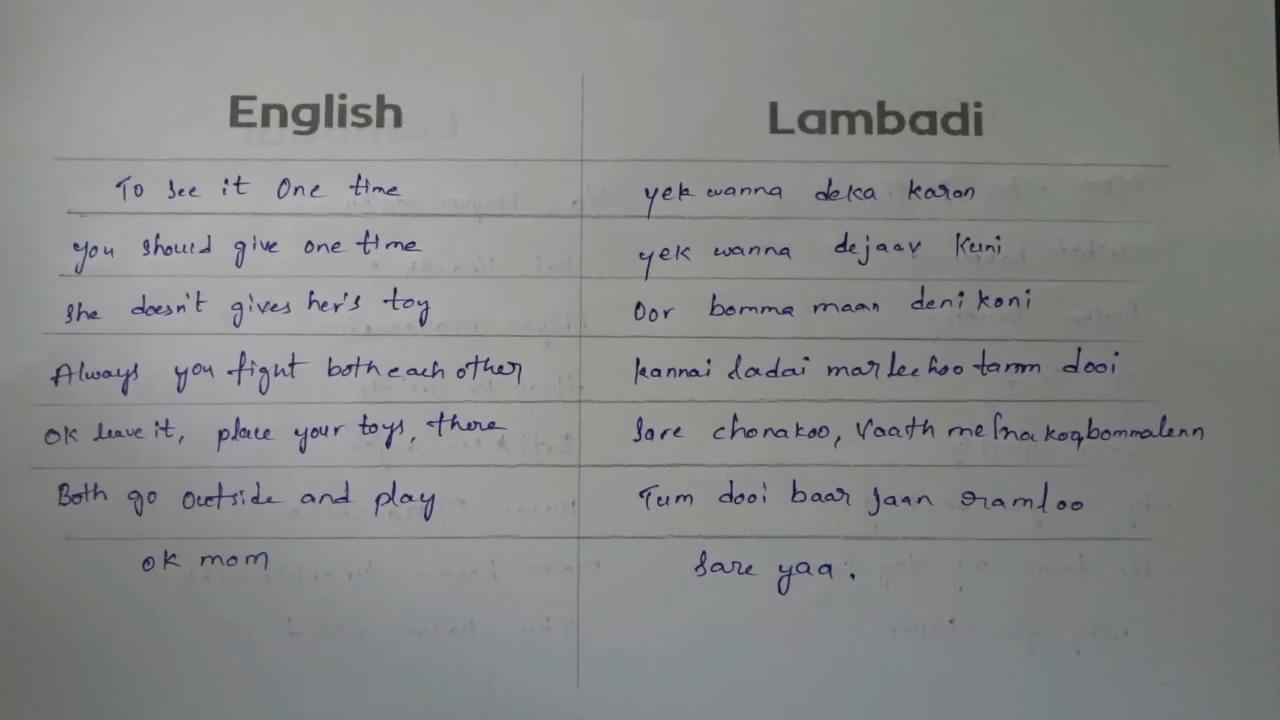 English Lambadi
To see it One time yek wanna deka karan
you should give one time yek wanna dejaav kuni
She doesn't gives her's toy Oor bomma maan deni koni
Always you fight both each other kannai ladai marleehoo tamm dooi
OK leave it, place your toys, there Sare chonakoo, Vaath
Both go outside and play Tum dooi baar Jaan ramloo
OK mom Sare yaa.